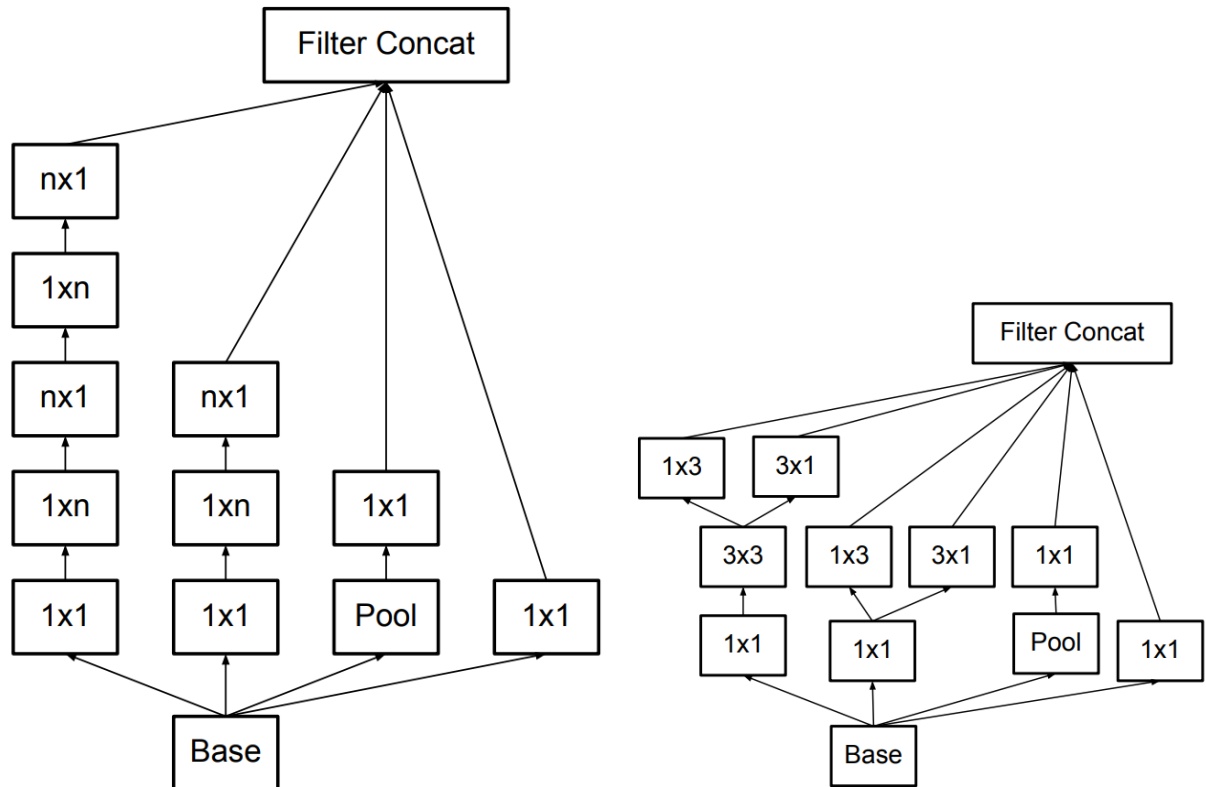 Filter Concat
nx1
1xn
nx1
nx1
1xn
1xn
1x1
1x1
1x1
Pool
1x1
Base
Filter Concat
1x3
3x1
3x3
1x3
3x1
1x1
1x1
1x1
Pool
1x1
Base